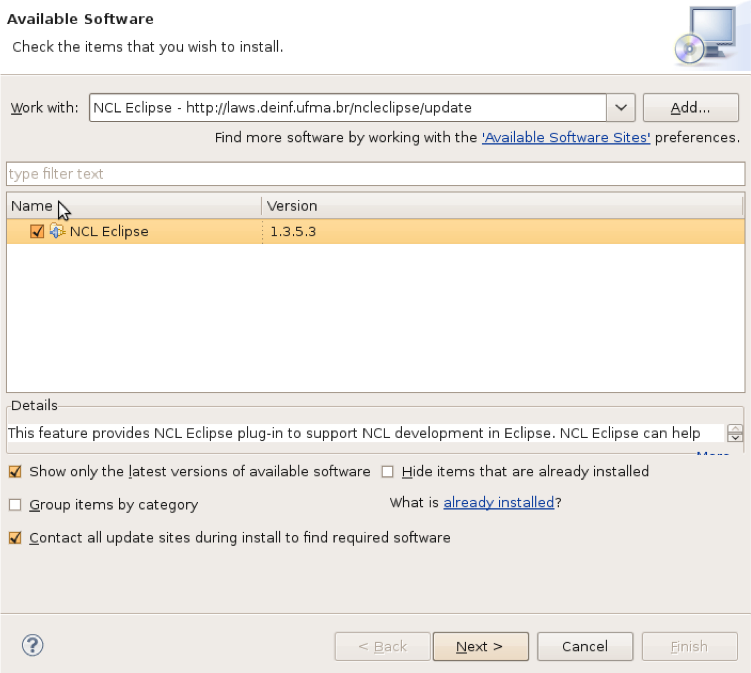 Available Software
Check the items that you wish to install.
Work with: NCL Eclipse - http://laws.deinf.ufma.br/ncleclipse/update Add...
Find more software by working with the 'Available Software Sites' preferences.
type filter text
Name Version
NCL Eclipse 1.3.5.3
Details
This feature provides NCL Eclipse plug-in to support NCL development in Eclipse. NCL Eclipse can help
More
Show only the latest versions of available software Hide items that are already installed
Group items by category What is already installed?
Contact all update sites during install to find required software
? < Back Next > Cancel Finish